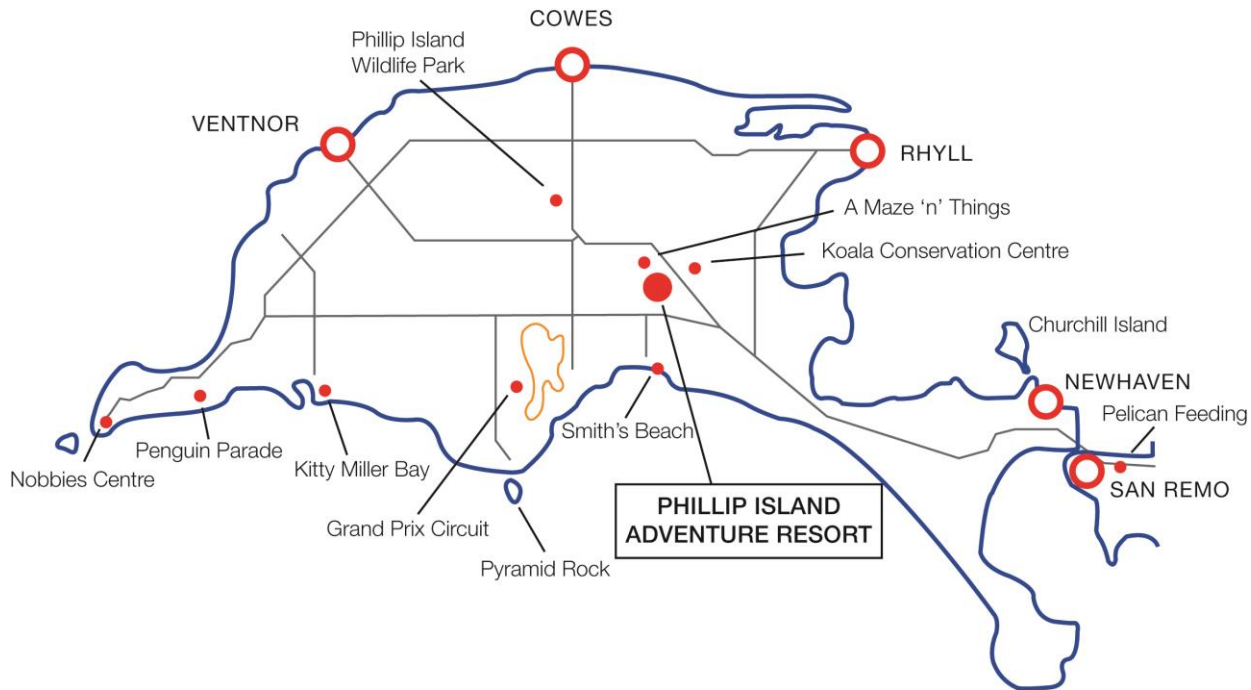 COWES
Phillip Island
Wildlife Park
VENTNOR
RHYLL
A Maze ‘n’ Things
Koala Conservation Centre
Churchill Island
NEWHAVEN
Pelican Feeding
SAN REMO
Smith’s Beach
Penguin Parade
Kitty Miller Bay
Nobbies Centre
Grand Prix Circuit
Pyramid Rock
PHILLIP ISLAND
ADVENTURE RESORT